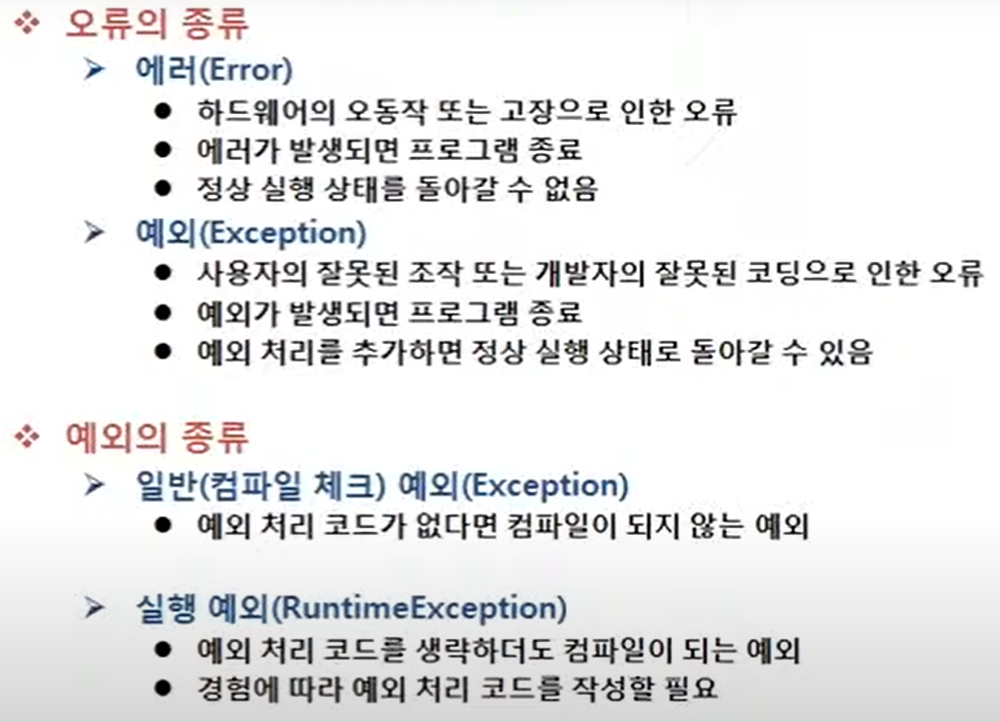 오류의 종류
에러(Error)
하드웨어의 오동작 또는 고장으로 인한 오류
에러가 발생되면 프로그램 종료
정상 실행 상태를 돌아갈 수 없음
예외(Exception)
사용자의 잘못된 조작 또는 개발자의 잘못된 코딩으로 인한 오류
예외가 발생되면 프로그램 종료
예외 처리를 추가하면 정상 실행 상태로 돌아갈 수 있음
예외의 종류
일반(컴파일 체크) 예외(Exception)
예외 처리 코드가 없다면 컴파일이 되지 않는 예외
실행 예외(RuntimeException)
예외 처리 코드를 생략하더도 컴파일이 되는 예외
경험에 따라 예외 처리 코드를 작성할 필요